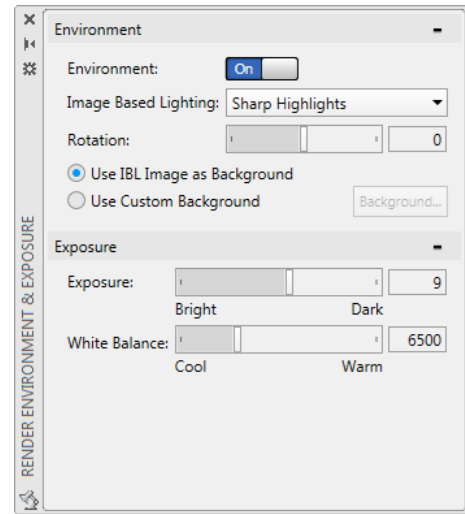 Environment
Environment: On
Image Based Lighting: Sharp Highlights
Rotation: 0
Use IBL Image as Background
Use Custom Background Background...
Exposure
Exposure: 9
Bright Dark
White Balance: 6500
Cool Warm
RENDER ENVIRONMENT & EXPOSURE